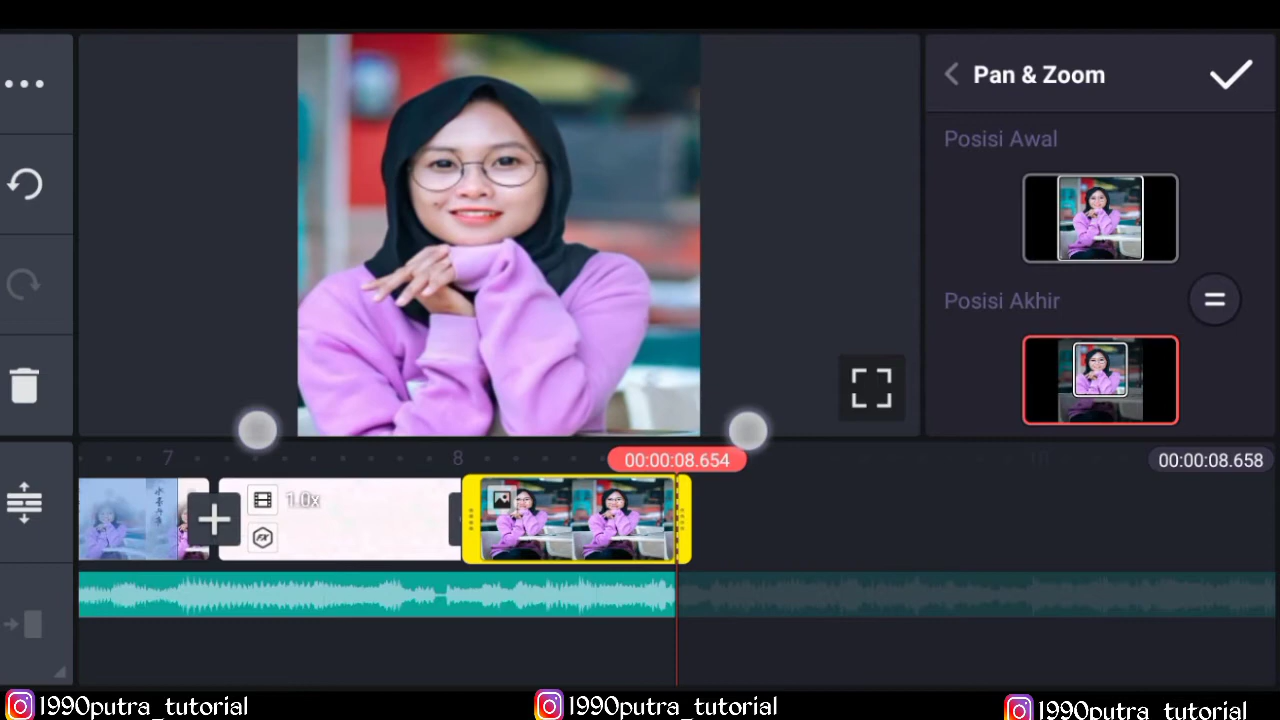 Pan & Zoom
Posisi Awal
Posisi Akhir
7
8
00:00:08.654
00:00:08.658
1.0x
1990putra_tutorial
1990putra_tutorial
1990putra_tutorial